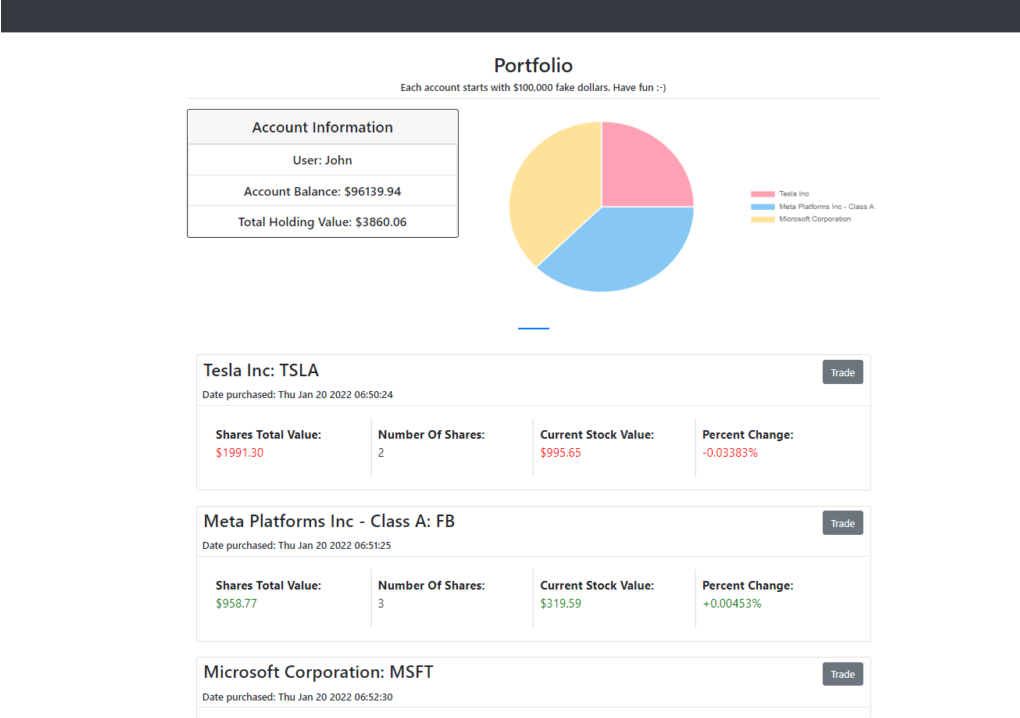 Portfolio
Each account starts with $100,000 fake dollars. Have fun :-)
Account Information
User: John
Account Balance: $96139.94
Total Holding Value: $3860.06
Tesla Inc
Meta Platforms Inc - Class A
Microsoft Corporation
Tesla Inc: TSLA
Trade
Date purchased: Thu Jan 20 2022 06:50:24
Shares Total Value: Number Of Shares: Current Stock Value: Percent Change:
$1991.30 2 $995.65 -0.03383%
Meta Platforms Inc - Class A: FB
Trade
Date purchased: Thu Jan 20 2022 06:51:25
Shares Total Value: Number Of Shares: Current Stock Value: Percent Change:
$958.77 3 $319.59 +0.00453%
Microsoft Corporation: MSFT
Trade
Date purchased: Thu Jan 20 2022 06:52:30